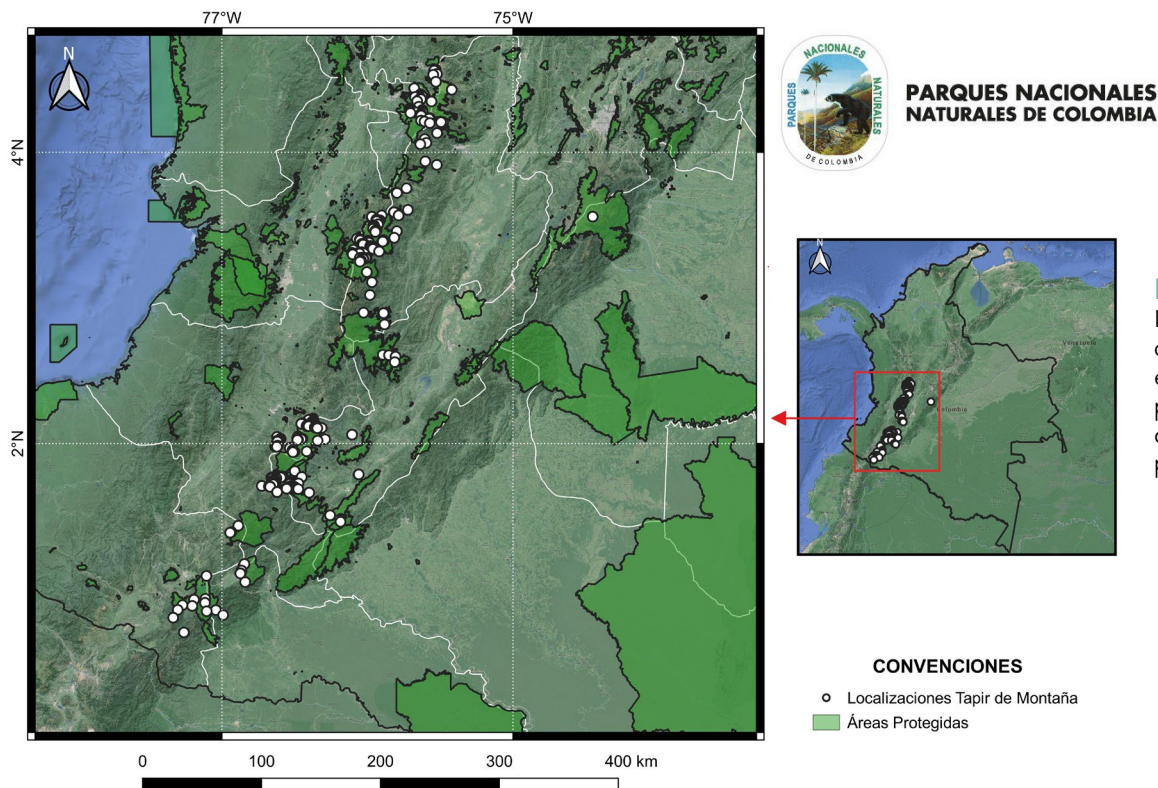 77°W
75°W
N
4°N
2°N
0
100
200
300
400 km
PARQUES
NACIONALES
NATURALES
DE COLOMBIA
PARQUES NACIONALES
NATURALES DE COLOMBIA
N
Venezuela
Colombia
CONVENCIONES
Localizaciones Tapir de Montaña
Áreas Protegidas